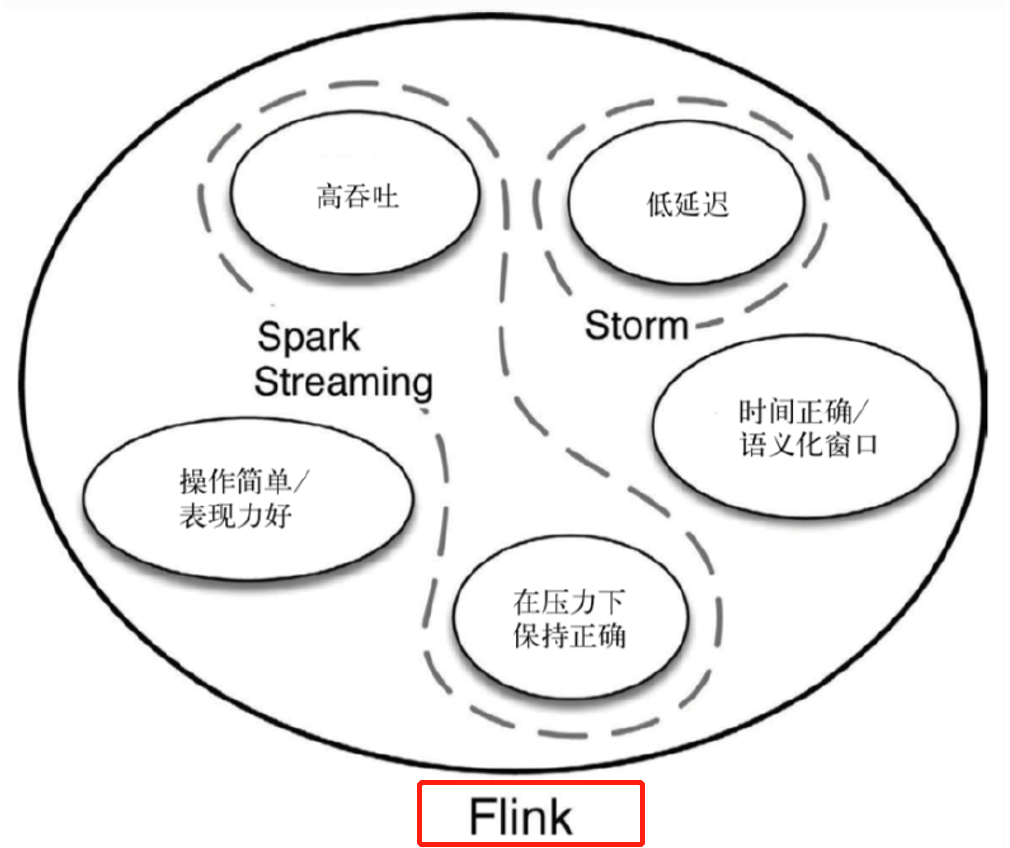 高吞吐
低延迟
Spark
Streaming
Storm
时间正确/
语义化窗口
操作简单/
表现力好
在压力下
保持正确
Flink